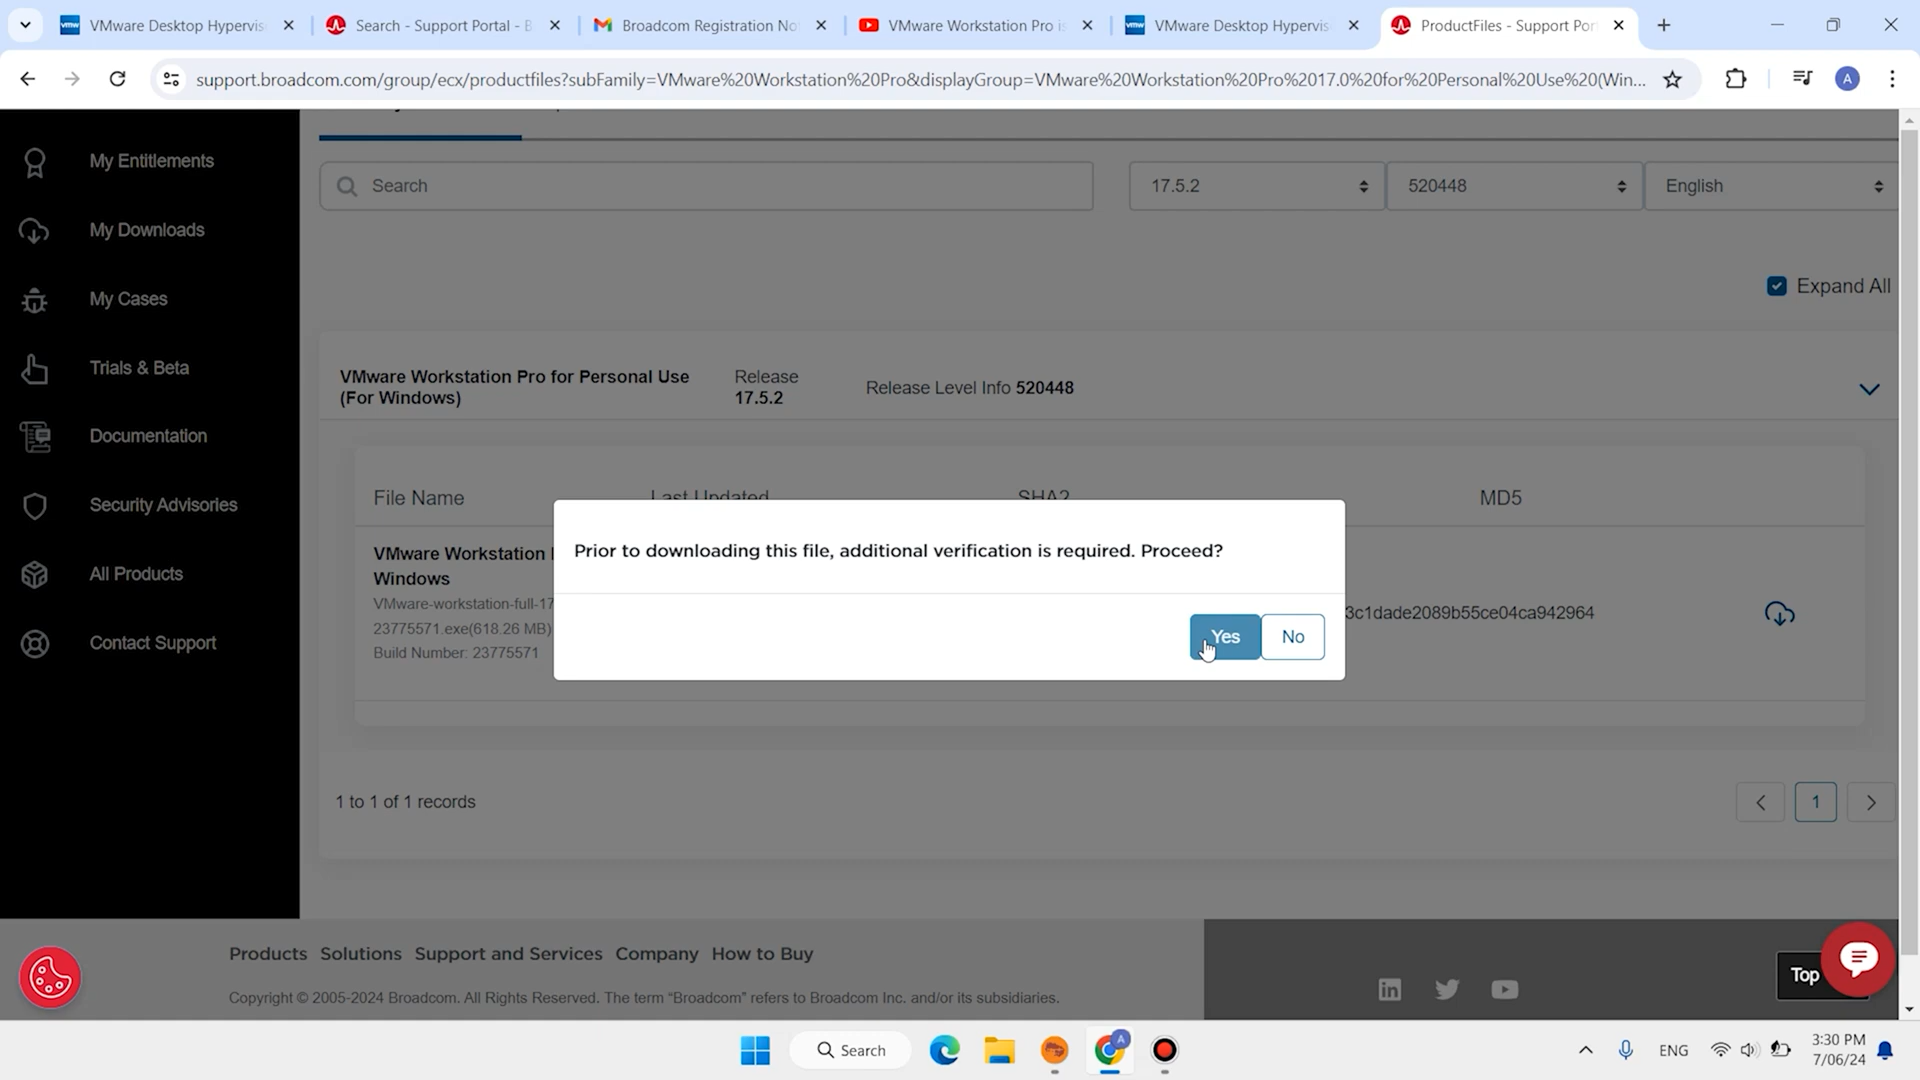 VMware Desktop Hypervis
Search - Support Portal - B
Broadcom Registration No
VMware Workstation Pro is
VMware Desktop Hypervis
ProductFiles - Support Por
support.broadcom.com/group/ecx/productfiles?subFamily=VMware%20Workstation%20Pro&displayGroup=VMware%20Workstation%20Pro%2017.0%20for%20Personal%20Use%20(Win...
A
My Entitlements
My Downloads
My Cases
Trials & Beta
Documentation
Security Advisories
All Products
Contact Support
Search
17.5.2
520448
English
Expand All
VMware Workstation Pro for Personal Use
(For Windows)
Release
17.5.2
Release Level Info 520448
File Name
Last Updated
SHA2
MD5
VMware Workstation
Windows
VMware-workstation-full-17
23775571.exe(618.26 MB)
Build Number: 23775571
3c1dade2089b55ce04ca942964
Prior to downloading this file, additional verification is required. Proceed?
Yes
No
1 to 1 of 1 records
1
Products Solutions Support and Services Company How to Buy
Copyright © 2005-2024 Broadcom. All Rights Reserved. The term “Broadcom” refers to Broadcom Inc. and/or its subsidiaries.
Top
Search
A
ENG
3:30 PM
7/06/24